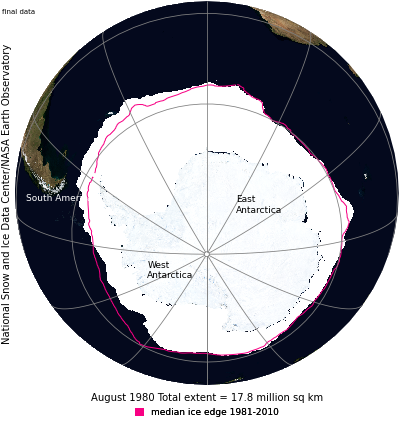 final data
National Snow and Ice Data Center/NASA Earth Observatory
South Amer
East
Antarctica
West
Antarctica
August 1980 Total extent = 17.8 million sq km
median ice edge 1981-2010